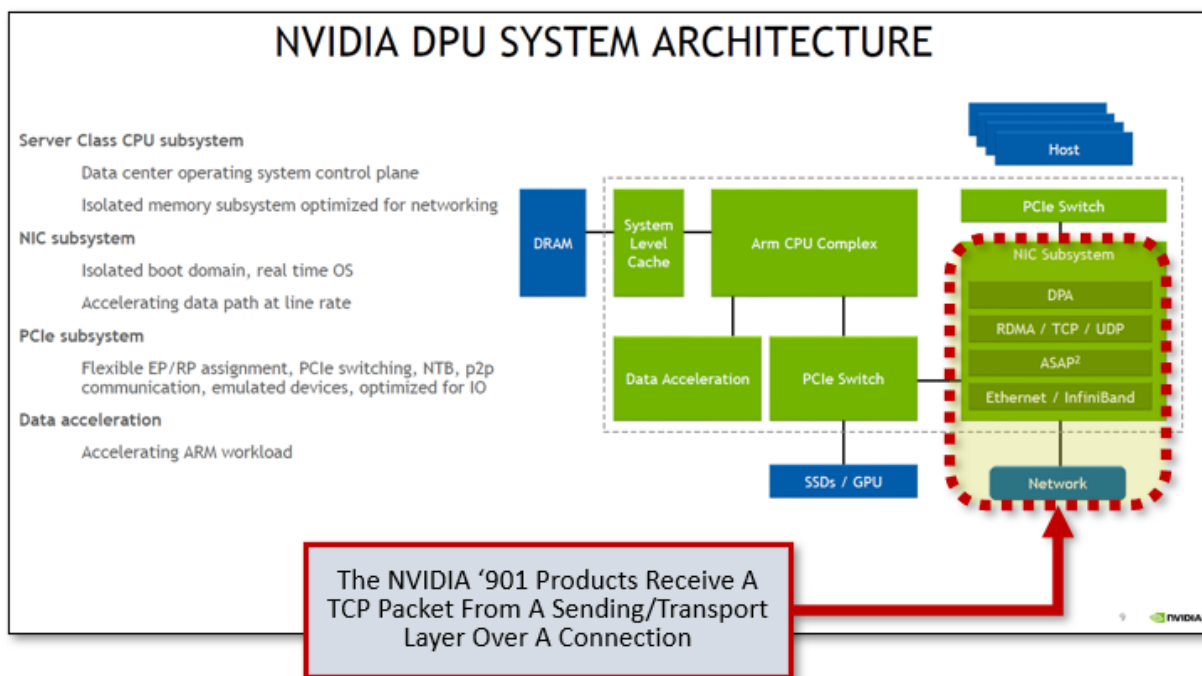 NVIDIA DPU SYSTEM ARCHITECTURE
Server Class CPU subsystem
Data center operating system control plane
Isolated memory subsystem optimized for networking
NIC subsystem
Isolated boot domain, real time OS
Accelerating data path at line rate
PCIe subsystem
Flexible EP/RP assignment, PCIe switching, NTB, p2p
communication, emulated devices, optimized for IO
Data acceleration
Accelerating ARM workload
Host
DRAM
System
Level
Cache
Arm CPU Complex
PCIe Switch
NIC Subsystem
DPA
RDMA / TCP / UDP
ASAP²
Ethernet / InfiniBand
Data Acceleration
PCIe Switch
SSDs / GPU
Network
The NVIDIA ‘901 Products Receive A
TCP Packet From A Sending/Transport
Layer Over A Connection
9
NVIDIA